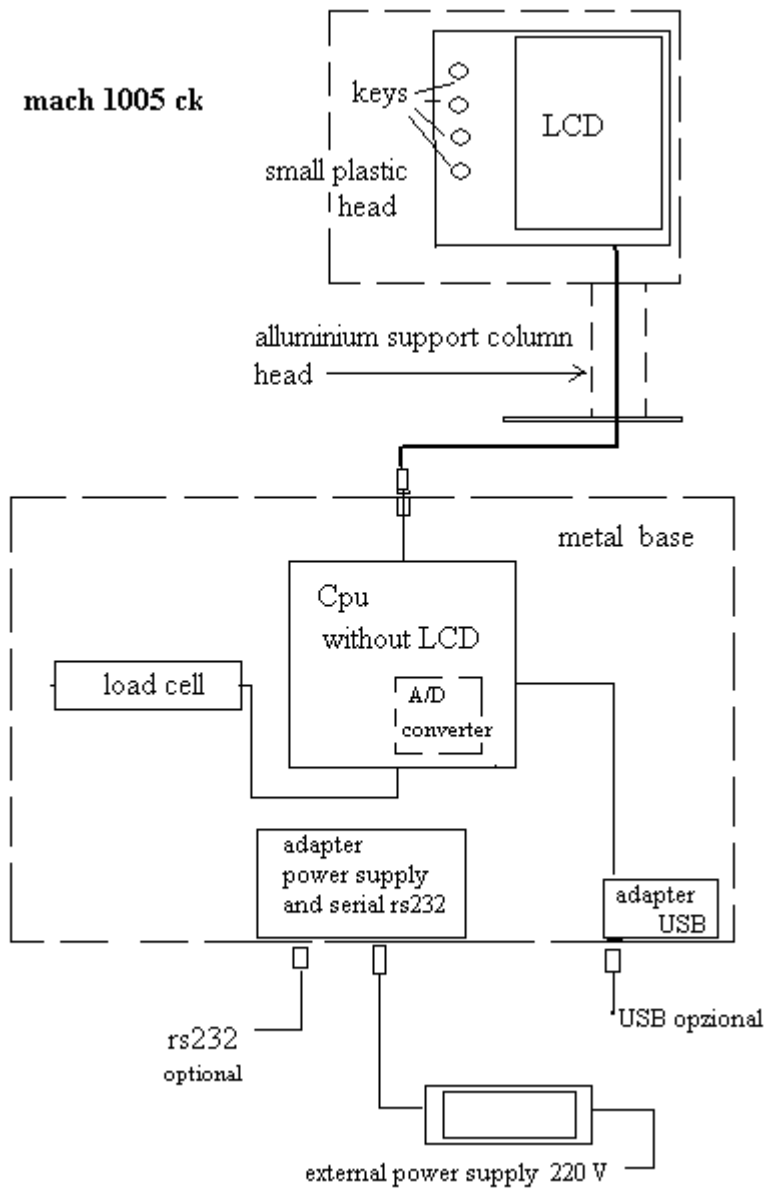 mach 1005 ck
keys
LCD
small plastic
head
alluminium support column
head
metal base
Cpu
without LCD
load cell
A/D
converter
adapter
power supply
and serial rs232
adapter
USB
USB opzional
rs232
optional
external power supply 220 V